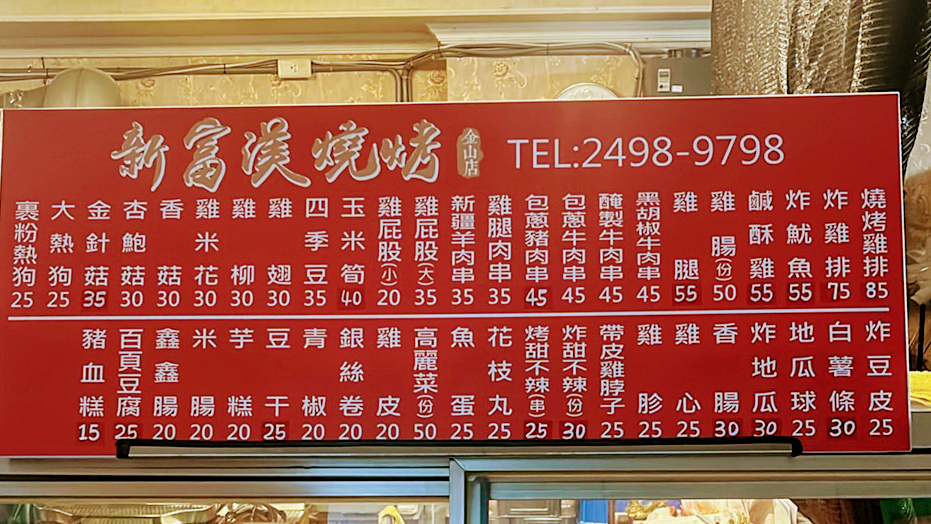 新富渼燒烤 金山店 TEL:2498-9798
燒烤雞排 85
炸雞排 75
炸魷魚 55
鹹酥雞 55
雞腸(份) 50
雞腿 55
黑胡椒牛肉串 45
醃製牛肉串 45
包蔥牛肉串 45
包蔥豬肉串 45
雞腿肉串 35
新疆羊肉串 35
雞屁股(大) 35
雞屁股(小) 20
玉米筍 40
四季豆 35
雞翅 30
雞柳 30
雞米花 30
香菇 30
杏鮑菇 30
金針菇 35
大熱狗 25
裹粉熱狗 25
炸豆皮 25
白薯條 30
地瓜球 25
炸地瓜 30
香腸 30
雞心 25
雞胗 25
帶皮雞脖子 25
炸甜不辣(份) 30
烤甜不辣(串) 25
花枝丸 25
魚蛋 25
高麗菜(份) 50
雞皮 20
銀絲卷 20
青椒 20
豆干 25
芋糕 20
米腸 20
鑫鑫腸 20
百頁豆腐 25
豬血糕 15